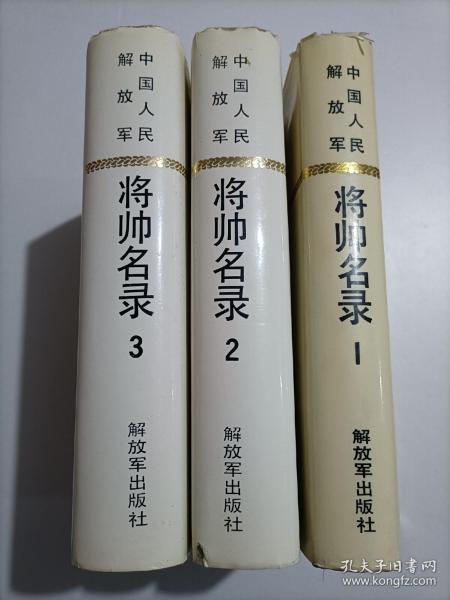 中国人民
解放军
将帅名录
3
解放军出版社
中国人民
解放军
将帅名录
2
解放军出版社
中国人民
解放军
将帅名录
1
解放军出版社
孔夫子旧书网
www.kongfz.com